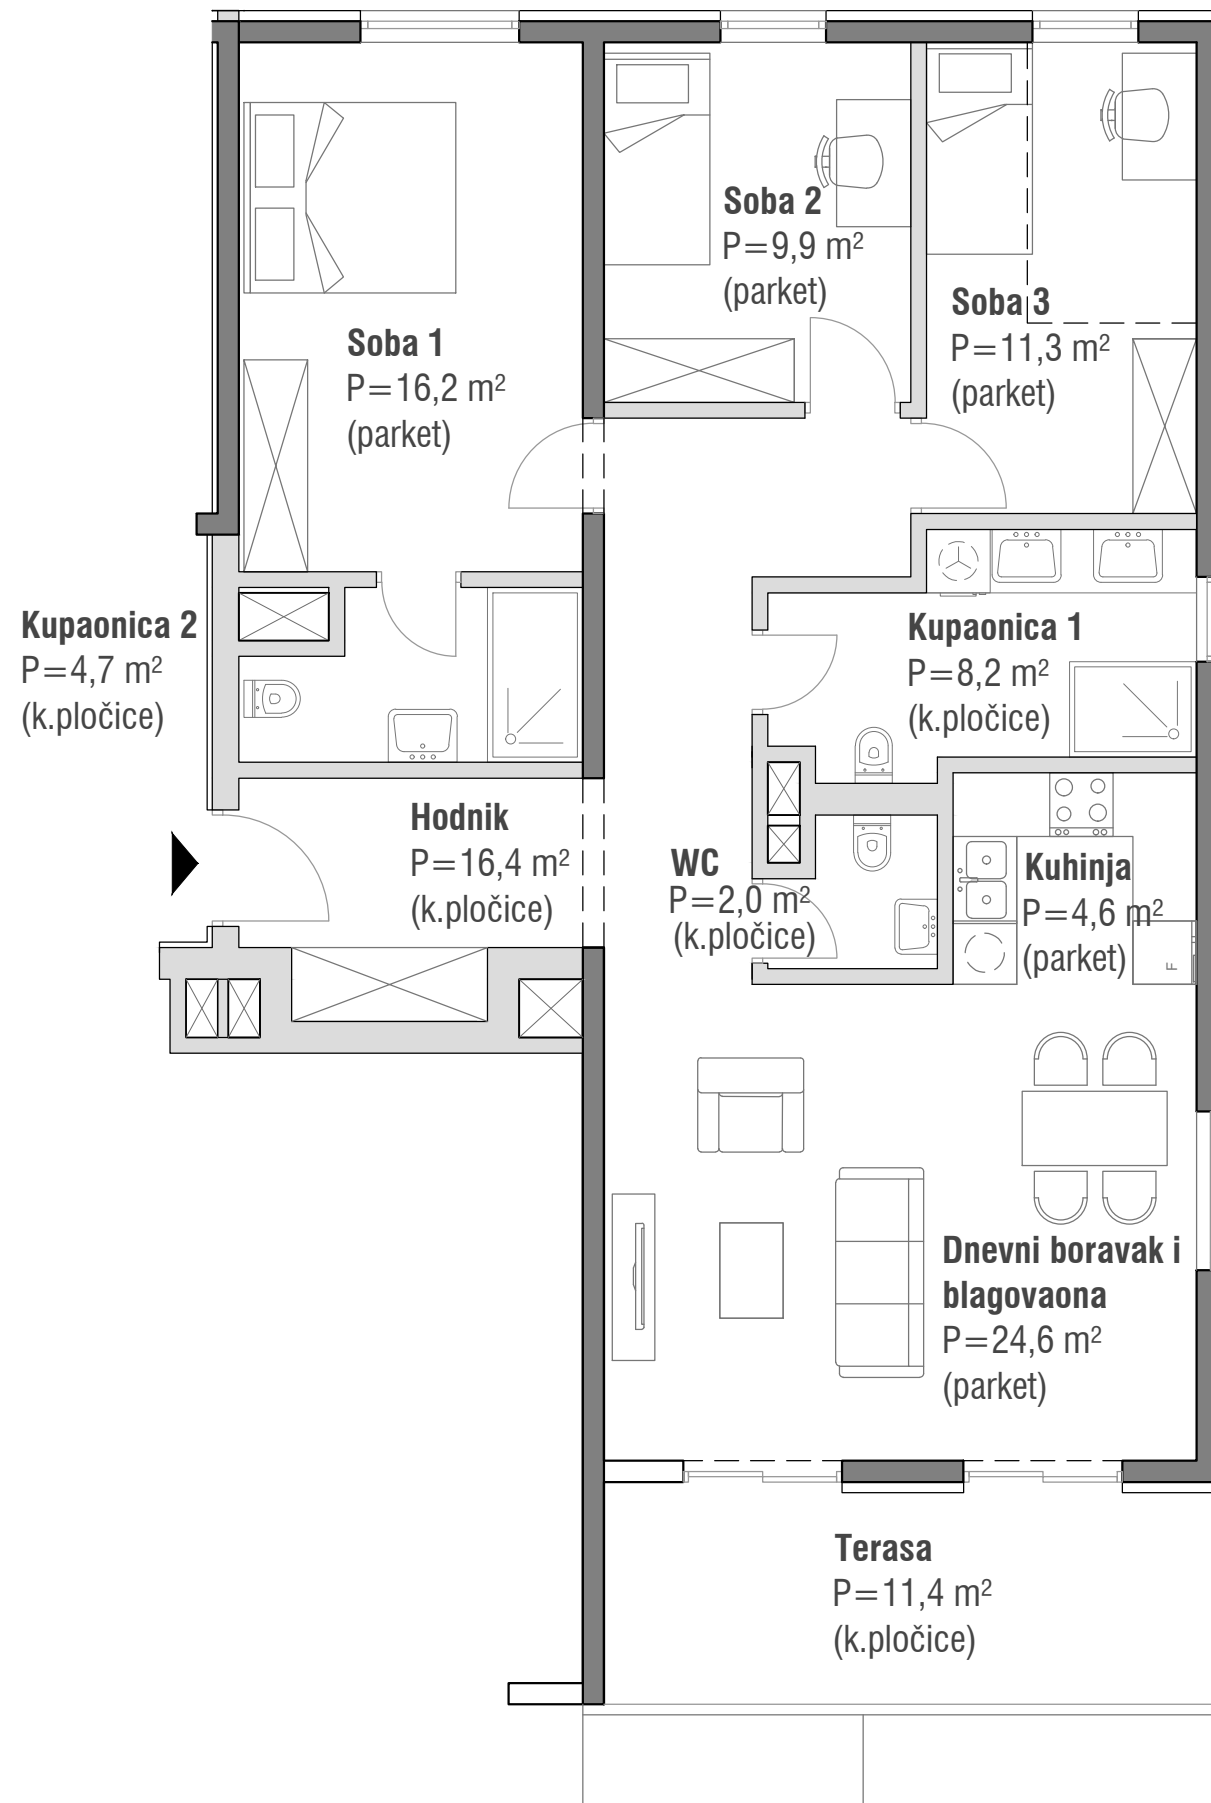 Soba 1
P=16,2 m²
(parket)
Soba 2
P=9,9 m²
(parket)
Soba 3
P=11,3 m²
(parket)
Kupaonica 2
P=4,7 m²
(k.pločice)
Kupaonica 1
P=8,2 m²
(k.pločice)
Hodnik
P=16,4 m²
(k.pločice)
WC
P=2,0 m²
(k.pločice)
Kuhinja
P=4,6 m²
(parket)
F
Dnevni boravak i
blagovaona
P=24,6 m²
(parket)
Terasa
P=11,4 m²
(k.pločice)